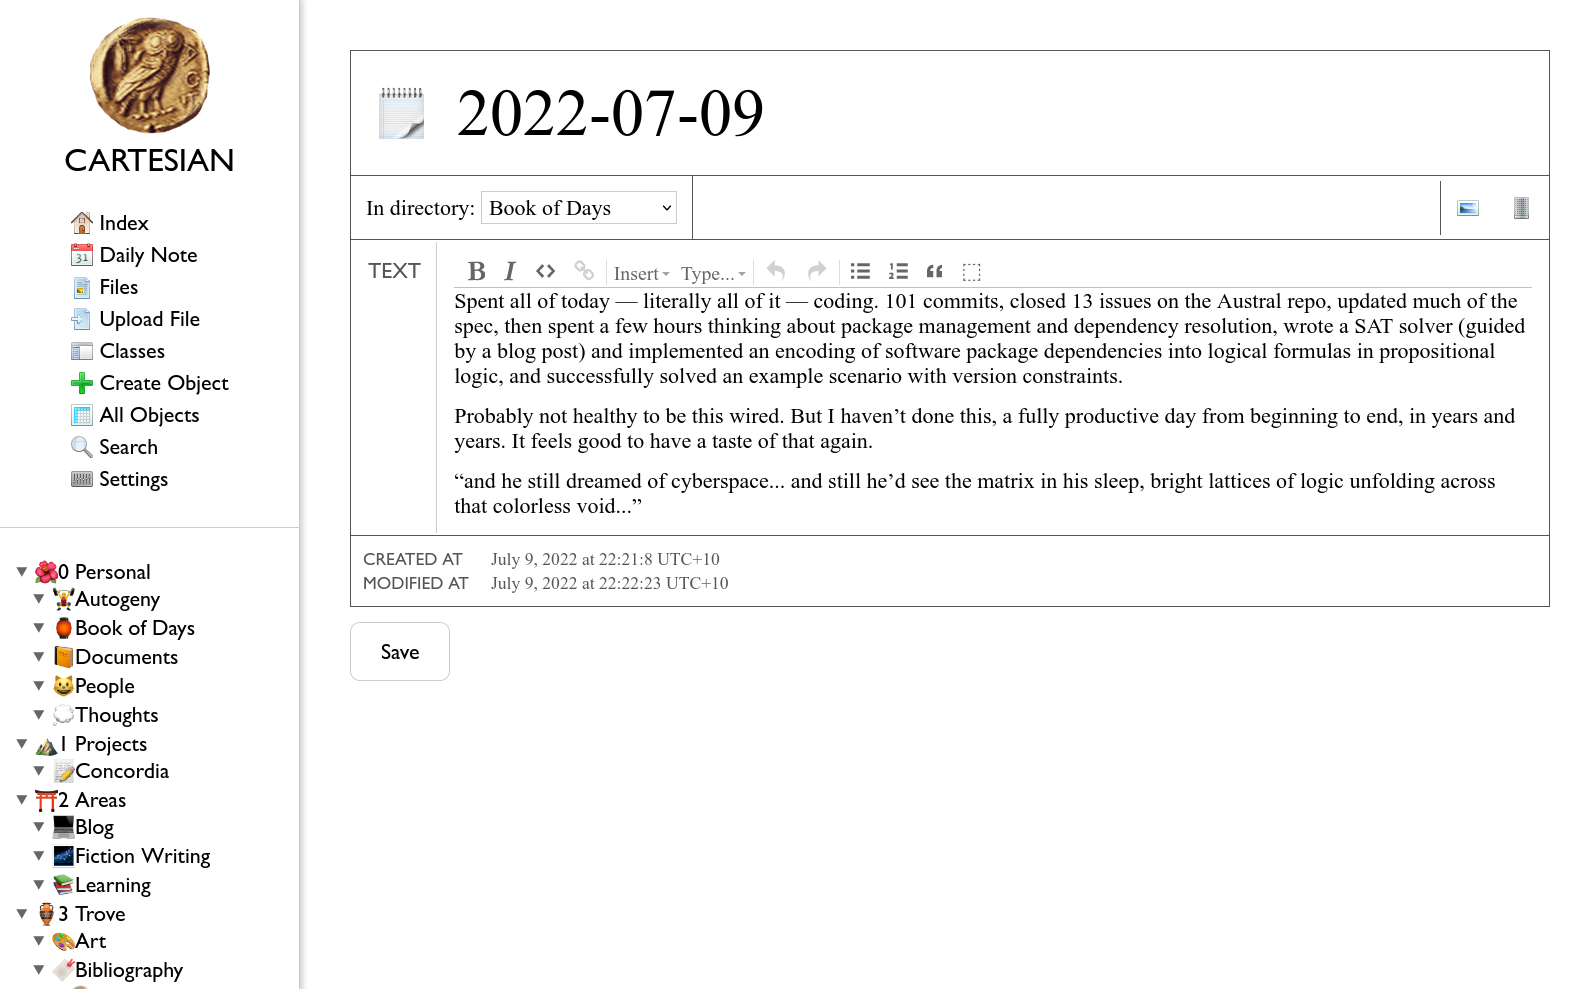 CARTESIAN
Index
Daily Note
Files
Upload File
Classes
Create Object
All Objects
Search
Settings
0 Personal
Autogeny
Book of Days
Documents
People
Thoughts
1 Projects
Concordia
2 Areas
Blog
Fiction Writing
Learning
3 Trove
Art
Bibliography
2022-07-09
In directory: Book of Days
TEXT
B I <> Insert Type...
Spent all of today — literally all of it — coding. 101 commits, closed 13 issues on the Austral repo, updated much of the
spec, then spent a few hours thinking about package management and dependency resolution, wrote a SAT solver (guided
by a blog post) and implemented an encoding of software package dependencies into logical formulas in propositional
logic, and successfully solved an example scenario with version constraints.
Probably not healthy to be this wired. But I haven’t done this, a fully productive day from beginning to end, in years and
years. It feels good to have a taste of that again.
“and he still dreamed of cyberspace... and still he’d see the matrix in his sleep, bright lattices of logic unfolding across
that colorless void...”
CREATED AT July 9, 2022 at 22:21:8 UTC+10
MODIFIED AT July 9, 2022 at 22:22:23 UTC+10
Save